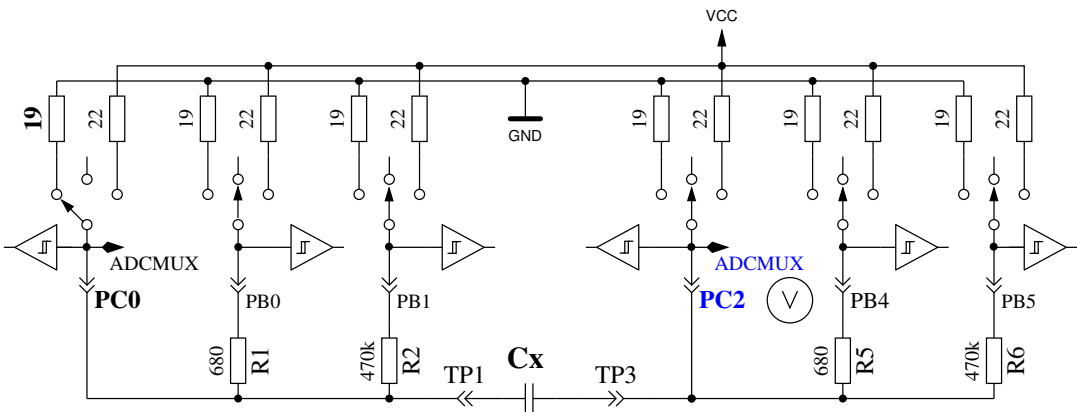 VCC
19
22
19
22
19
22
GND
19
22
19
22
19
22
ADCMUX
ADCMUX
PC0
PB0
PB1
PC2
V
PB4
PB5
680
R1
470k
R2
TP1
Cx
TP3
680
R5
470k
R6